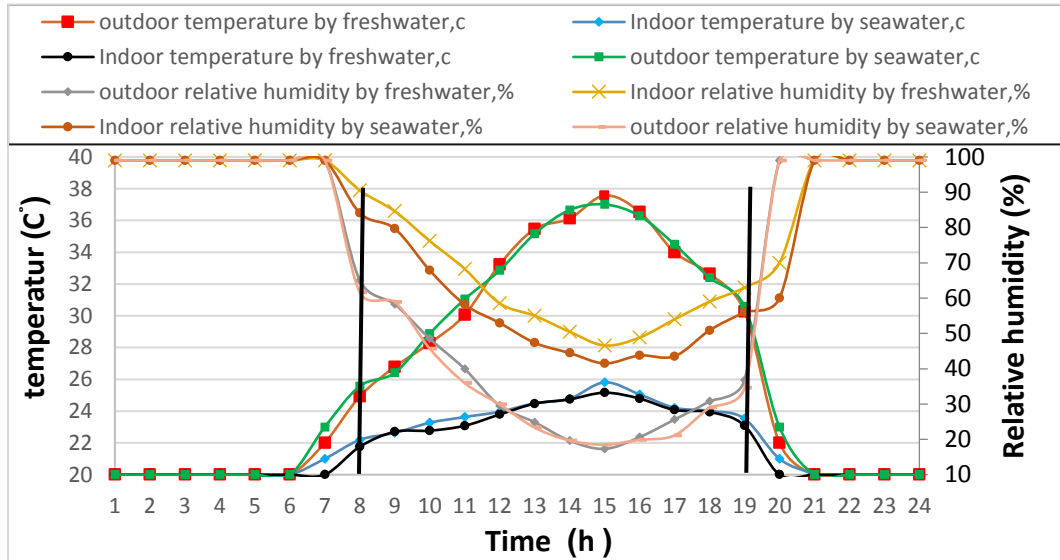 outdoor temperature by freshwater,c
Indoor temperature by seawater,c
Indoor temperature by freshwater,c
outdoor temperature by seawater,c
outdoor relative humidity by freshwater,%
Indoor relative humidity by freshwater,%
Indoor relative humidity by seawater,%
outdoor relative humidity by seawater,%
temperatur (C°)
40
38
36
34
32
30
28
26
24
22
20
100
90
80
70
60
50
40
30
20
10
Relative humidity (%)
1 2 3 4 5 6 7 8 9 10 11 12 13 14 15 16 17 18 19 20 21 22 23 24
Time (h )